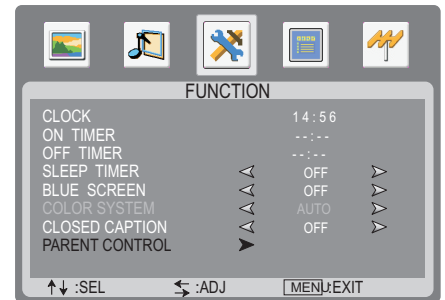 FUNCTION
CLOCK 14:56
ON TIMER --:--
OFF TIMER --:--
SLEEP TIMER OFF
BLUE SCREEN OFF
COLOR SYSTEM AUTO
CLOSED CAPTION OFF
PARENT CONTROL
:SEL :ADJ MENU:EXIT